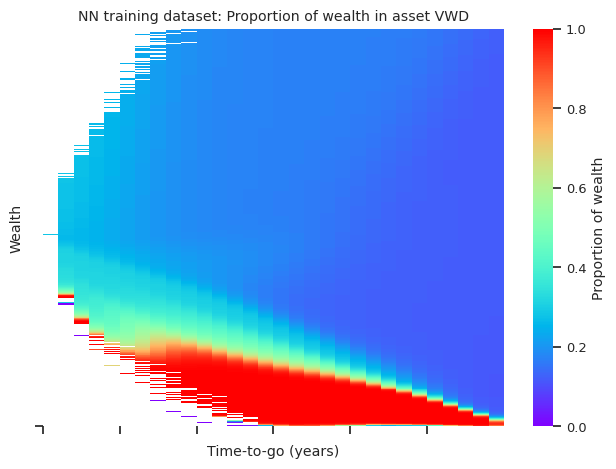 NN training dataset: Proportion of wealth in asset VWD
Wealth
Time-to-go (years)
1.0
0.8
0.6
0.4
0.2
0.0
Proportion of wealth